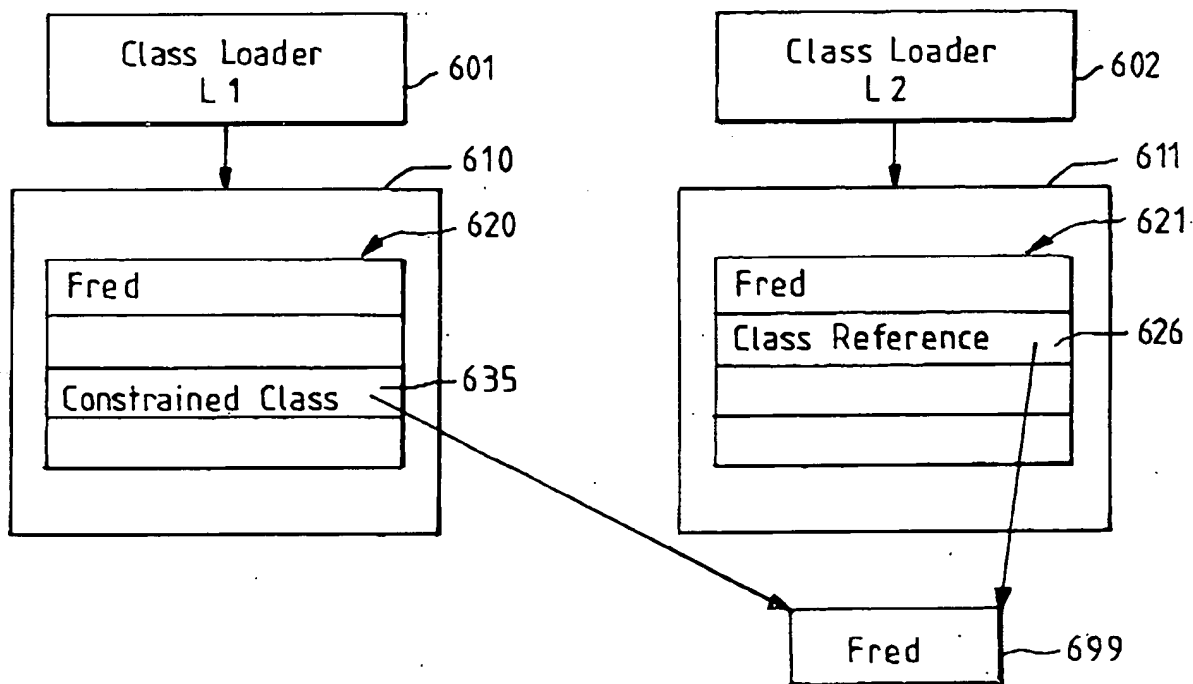 Class Loader
L 1
601
Class Loader
L 2
602
610
611
620
621
Fred
Fred
Class Reference
626
635
Constrained Class
Fred
699